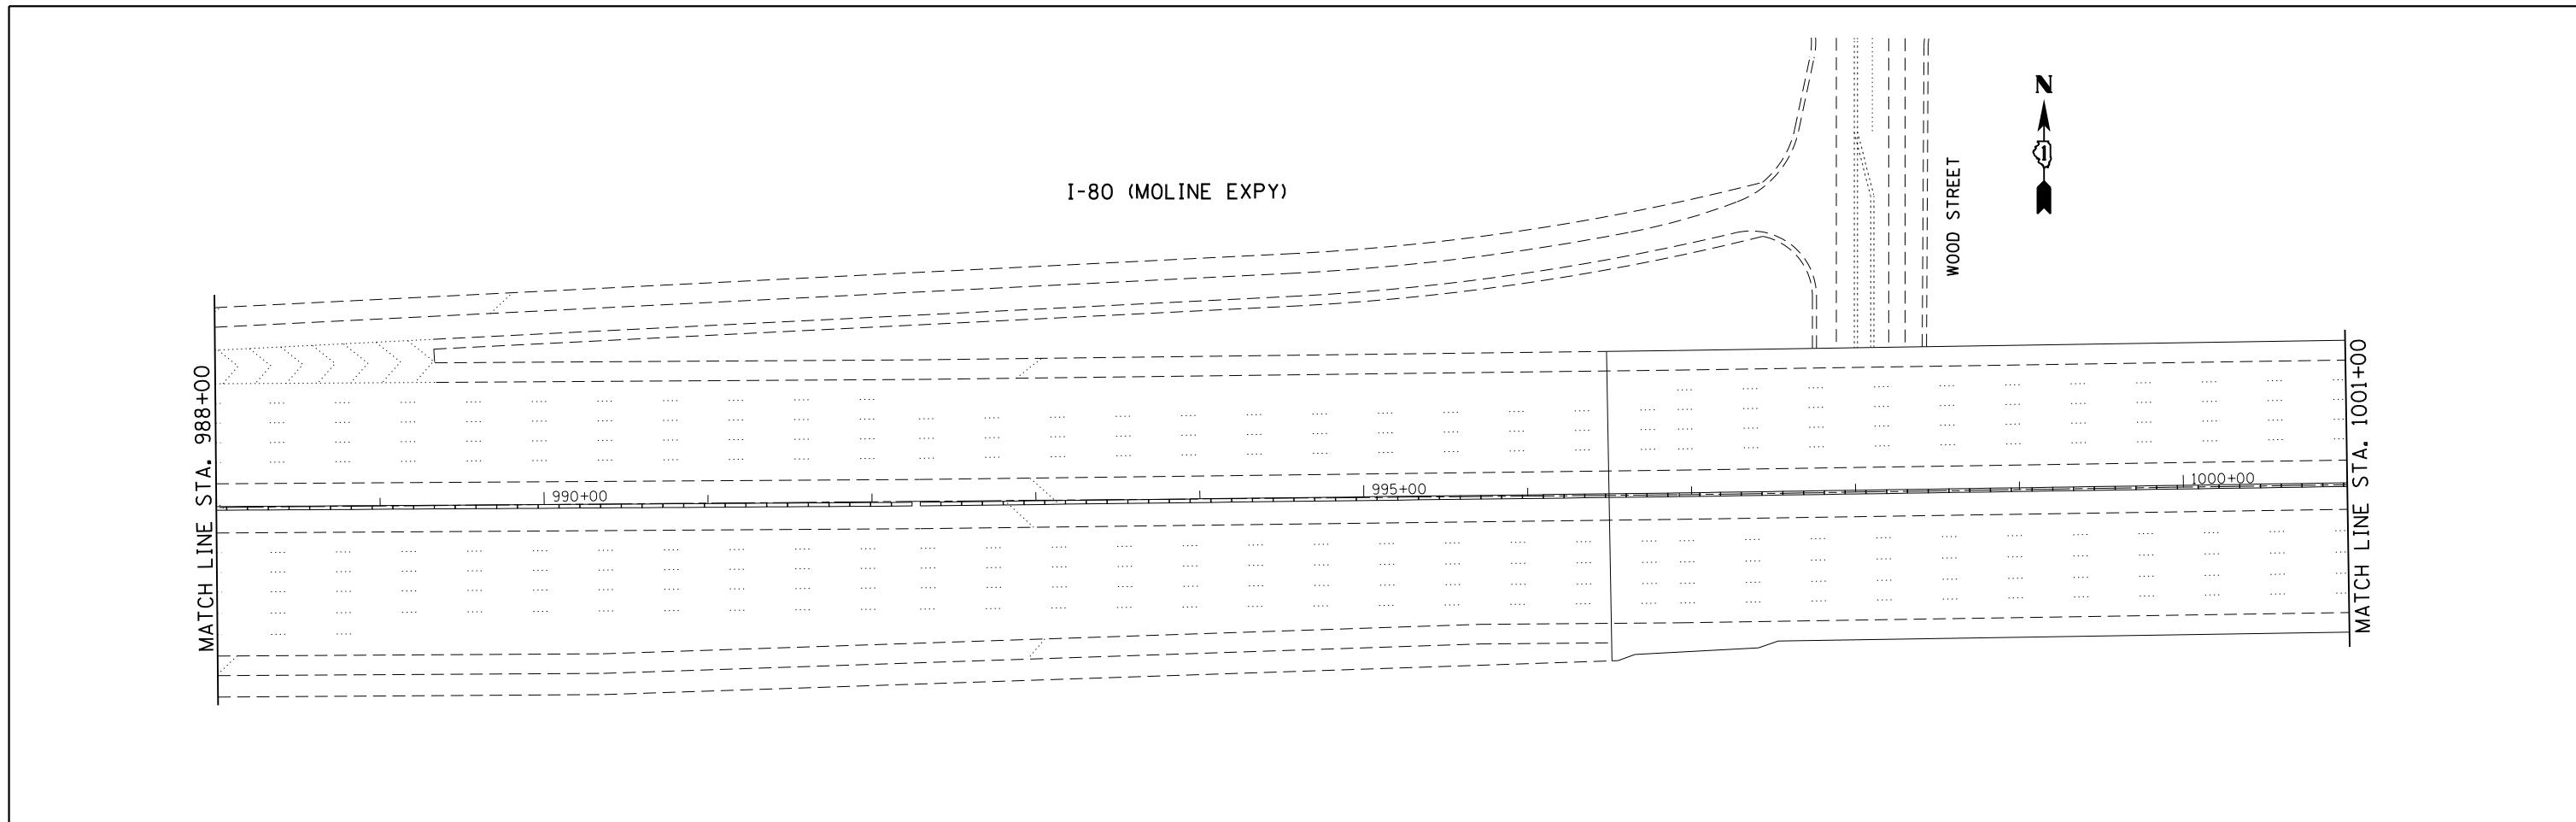 N
I-80 (MOLINE EXPY)
WOOD STREET
MATCH LINE STA. 988+00
990+00
995+00
1000+00
MATCH LINE STA. 1001+00